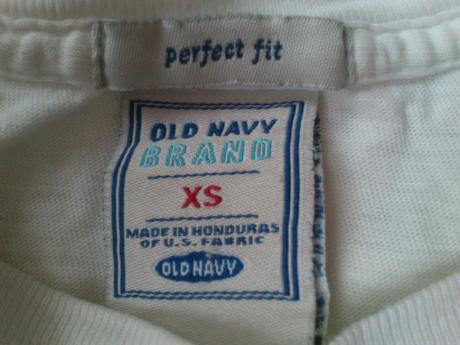 perfect fit
OLD NAVY
BRAND
XS
MADE IN HONDURAS
OF U.S. FABRIC
OLD NAVY